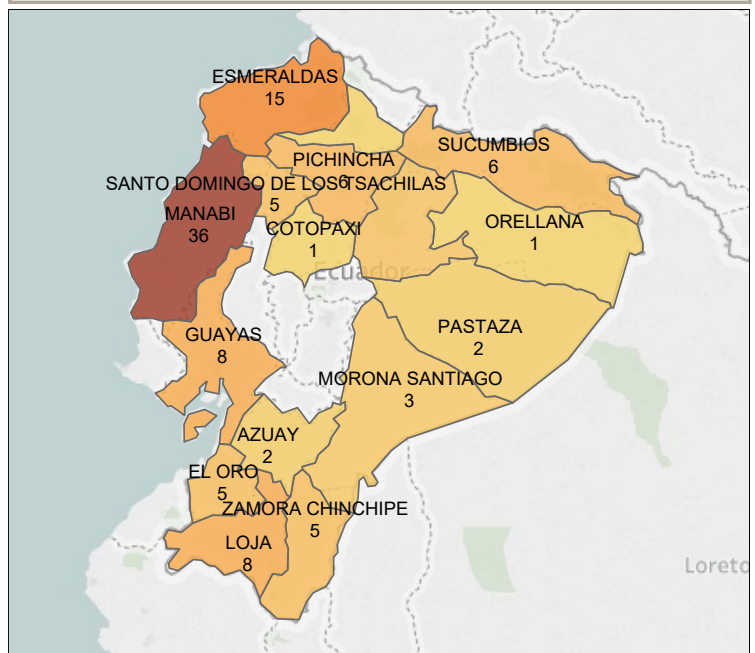 ESMERALDAS
15
SUCUMBIOS
6
PICHINCHA
6
SANTO DOMINGO DE LOS TSACHILAS
5
MANABI
36
COTOPAXI
1
ORELLANA
1
Ecuador
GUAYAS
8
PASTAZA
2
MORONA SANTIAGO
3
AZUAY
2
EL ORO
5
ZAMORA CHINCHIPE
5
LOJA
8
Loreto